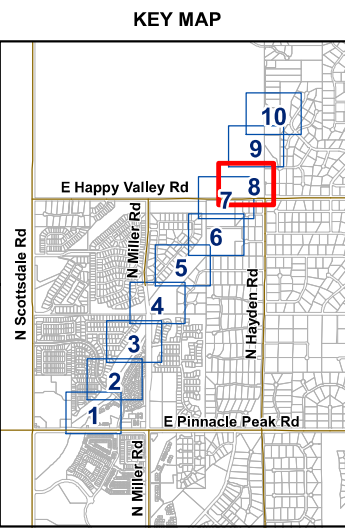 KEY MAP
10
9
E Happy Valley Rd
8
7
N Miller Rd
6
N Scottsdale Rd
5
4
N Hayden Rd
3
2
1
E Pinnacle Peak Rd
N Miller Rd